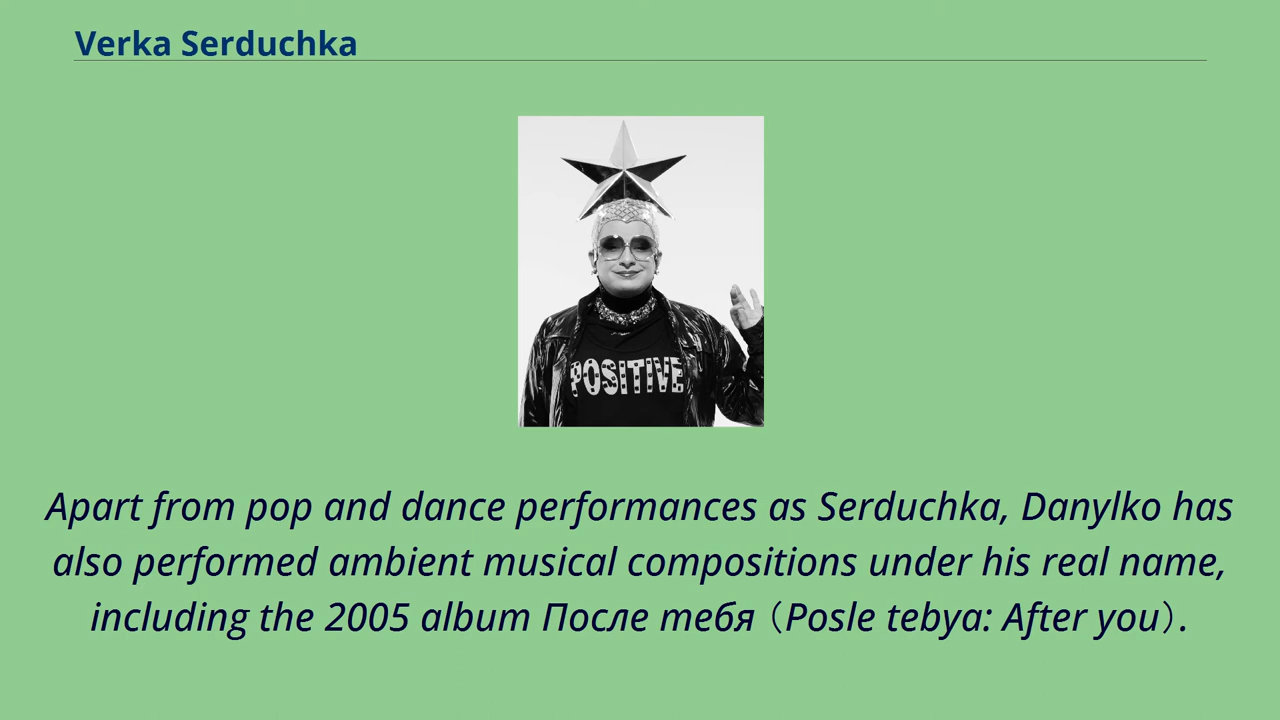 Verka Serduchka
POSITIVE
Apart from pop and dance performances as Serduchka, Danylko has
also performed ambient musical compositions under his real name,
including the 2005 album После тебя（Posle tebya: After you）.